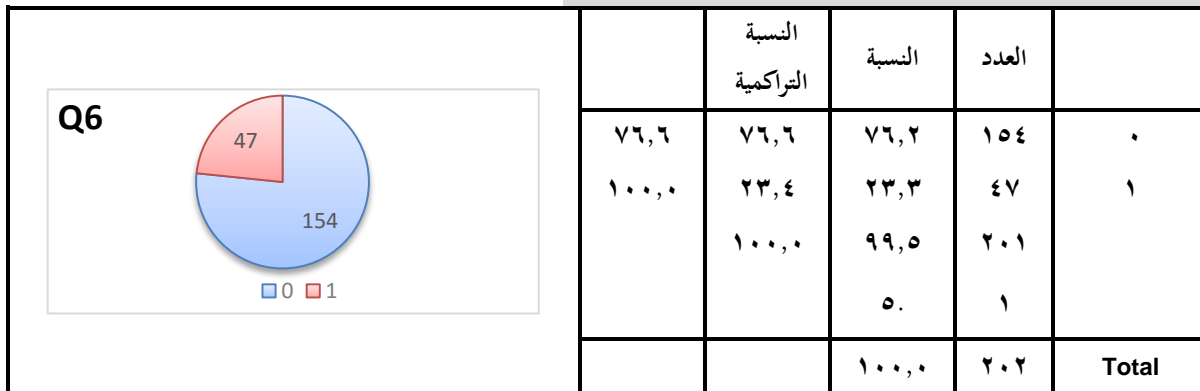 العدد النسبة النسبة التراكمية
٠ ١٥٤ ٧٦,٢ ٧٦,٦ ٧٦,٦
١ ٤٧ ٢٣,٣ ٢٣,٤ ١٠٠,٠
٢٠١ ٩٩,٥ ١٠٠,٠
١ ٥.
Total ٢٠٢ ١٠٠,٠
Q6
47
154
0 1